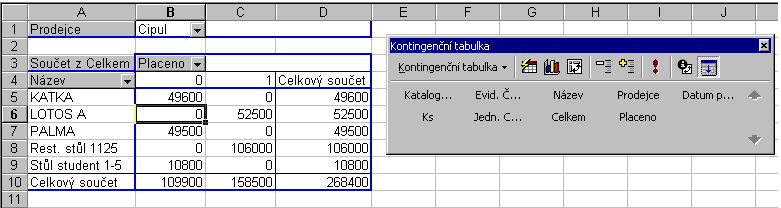 A B C D E F G H I J
1 Prodejce Cipul
2
3 Součet z Celkem Placeno
4 Název 0 1 Celkový součet
5 KATKA 49600 0 49600
6 LOTOS A 0 52500 52500
7 PALMA 49500 0 49500
8 Rest. stůl 1125 0 106000 106000
9 Stůl student 1-5 10800 0 10800
10 Celkový součet 109900 158500 268400
11
Kontingenční tabulka
Kontingenční tabulka
Katalog... Evid. Č... Název Prodejce Datum p...
Ks Jedn. C... Celkem Placeno